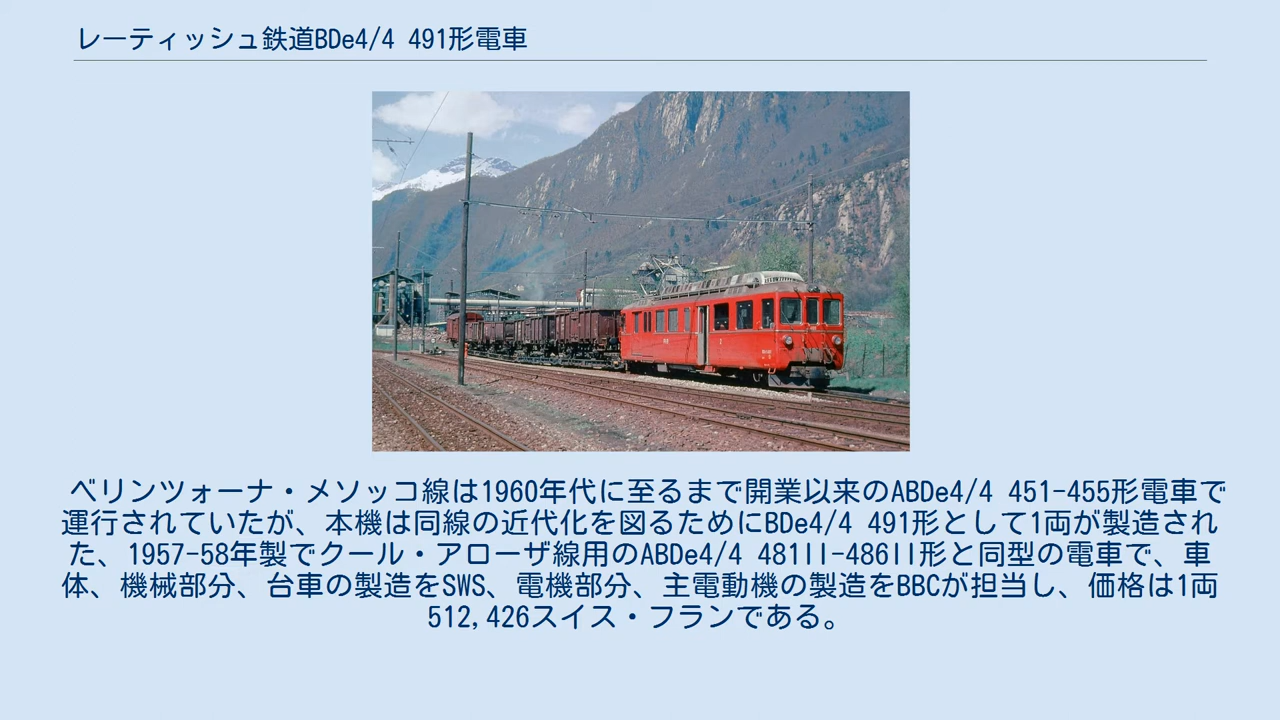 レーティッシュ鉄道BDe4/4 491形電車
ベリンツォーナ・メソッコ線は1960年代に至るまで開業以来のABDe4/4 451-455形電車で
運行されていたが、本機は同線の近代化を図るためにBDe4/4 491形として1両が製造され
た、1957-58年製でクール・アローザ線用のABDe4/4 481II-486II形と同型の電車で、車
体、機械部分、台車の製造をSWS、電機部分、主電動機の製造をBBCが担当し、価格は1両
512,426スイス・フランである。